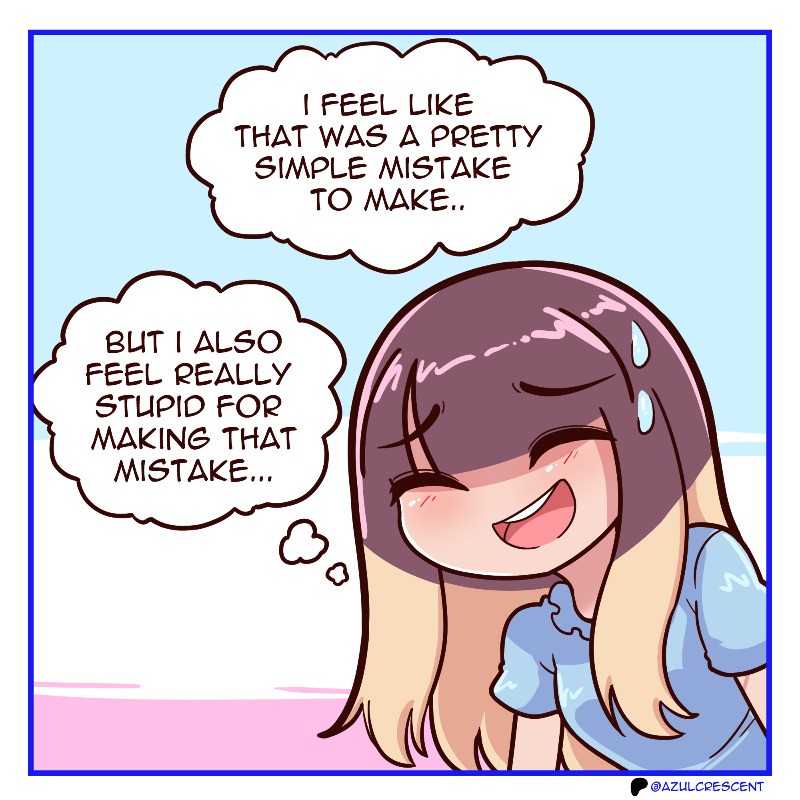 I FEEL LIKE
THAT WAS A PRETTY
SIMPLE MISTAKE
TO MAKE..
BUT I ALSO
FEEL REALLY
STUPID FOR
MAKING THAT
MISTAKE...
@AZULCRESCENT